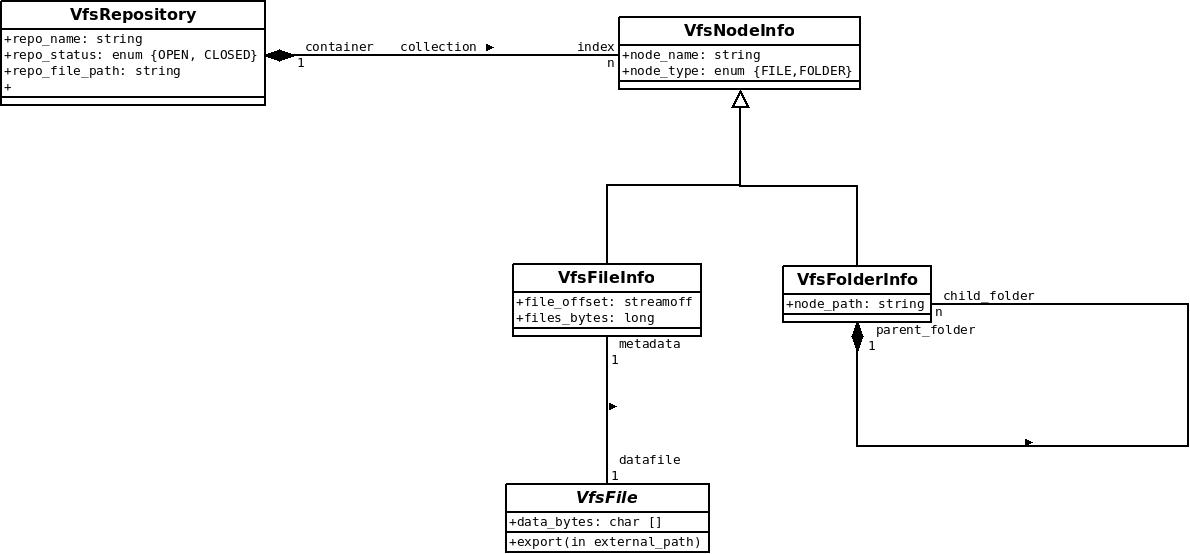 VfsRepository
+repo_name: string
+repo_status: enum {OPEN, CLOSED}
+repo_file_path: string
+
container collection index
1 n
VfsNodeInfo
+node_name: string
+node_type: enum {FILE,FOLDER}
VfsFileInfo
+file_offset: streamoff
+files_bytes: long
VfsFolderInfo
+node_path: string
child_folder
n
parent_folder
1
metadata
1
datafile
1
VfsFile
+data_bytes: char []
+export(in external_path)